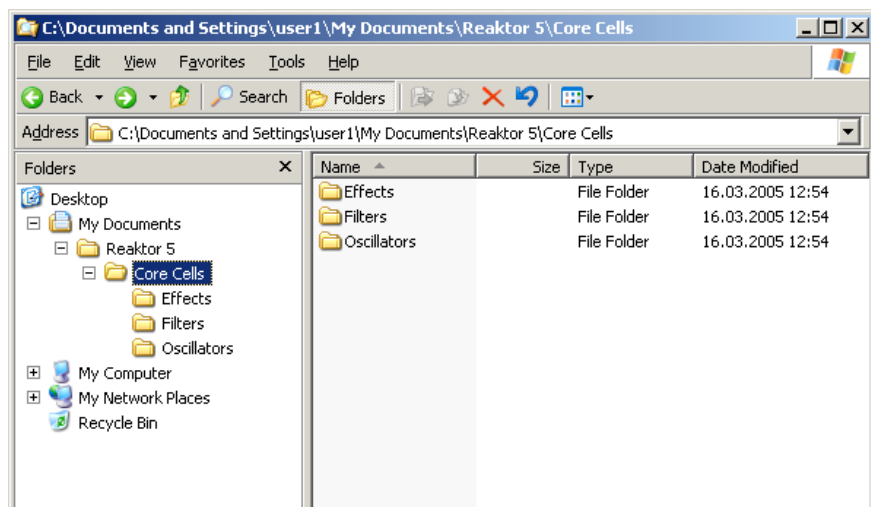 C:\Documents and Settings\user1\My Documents\Reaktor 5\Core Cells
File Edit View Favorites Tools Help
Back Search Folders
Address C:\Documents and Settings\user1\My Documents\Reaktor 5\Core Cells
Folders
Desktop
My Documents
Reaktor 5
Core Cells
Effects
Filters
Oscillators
My Computer
My Network Places
Recycle Bin
Name Size Type Date Modified
Effects File Folder 16.03.2005 12:54
Filters File Folder 16.03.2005 12:54
Oscillators File Folder 16.03.2005 12:54